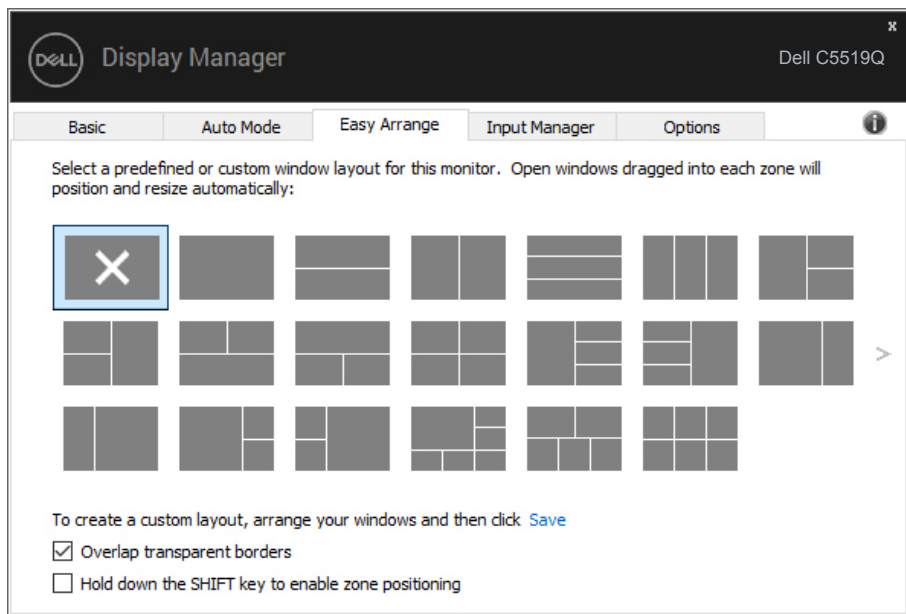 DELL
Display Manager
x
Dell C5519Q
Basic
Auto Mode
Easy Arrange
Input Manager
Options
i
Select a predefined or custom window layout for this monitor. Open windows dragged into each zone will
position and resize automatically:
>
To create a custom layout, arrange your windows and then click Save
Overlap transparent borders
Hold down the SHIFT key to enable zone positioning